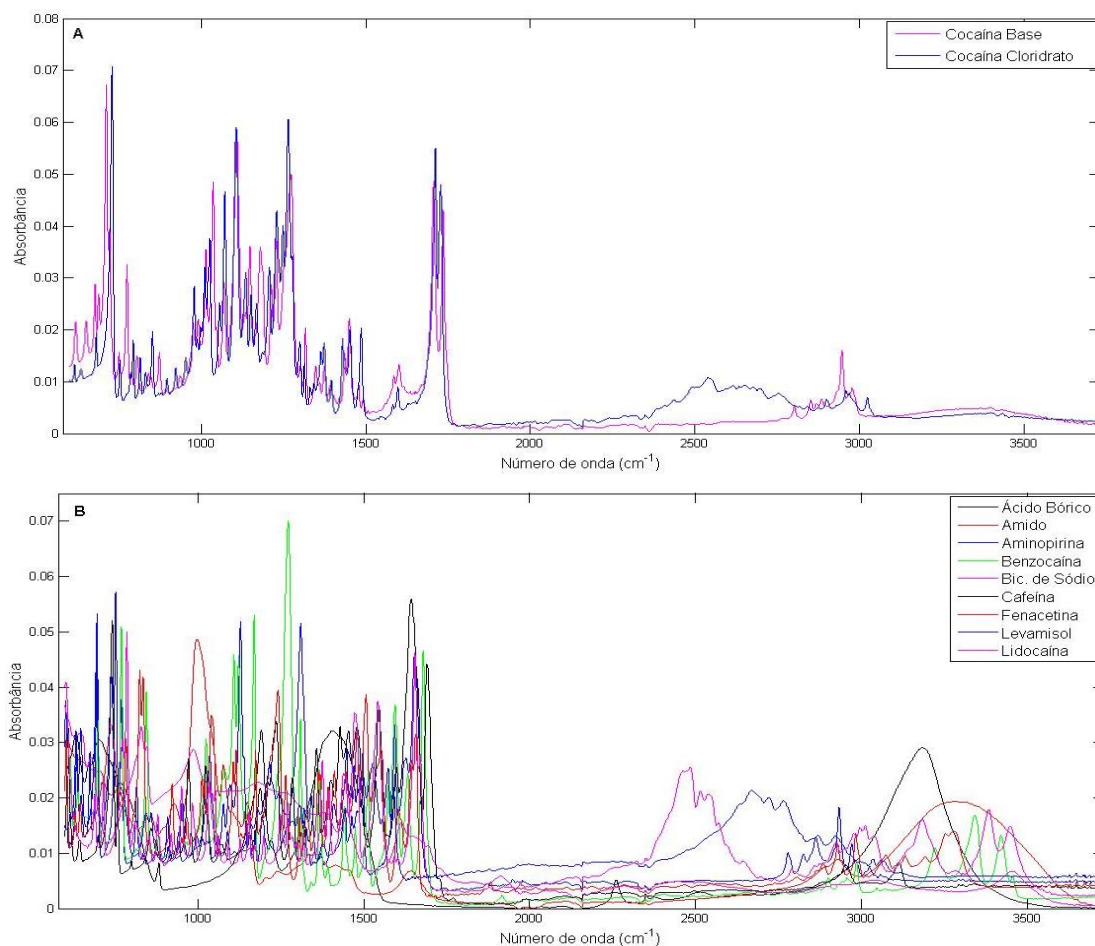 0.08
A
Cocaína Base
Cocaína Cloridrato
0.07
0.06
0.05
0.04
0.03
0.02
0.01
0
Absorbância
1000 1500 2000 2500 3000 3500
Número de onda (cm-1)
B
Ácido Bórico
Amido
Aminopirina
Benzocaína
Bic. de Sódio
Cafeína
Fenacetina
Levamisol
Lidocaína
0.07
0.06
0.05
0.04
0.03
0.02
0.01
0
Absorbância
1000 1500 2000 2500 3000 3500
Número de onda (cm-1)